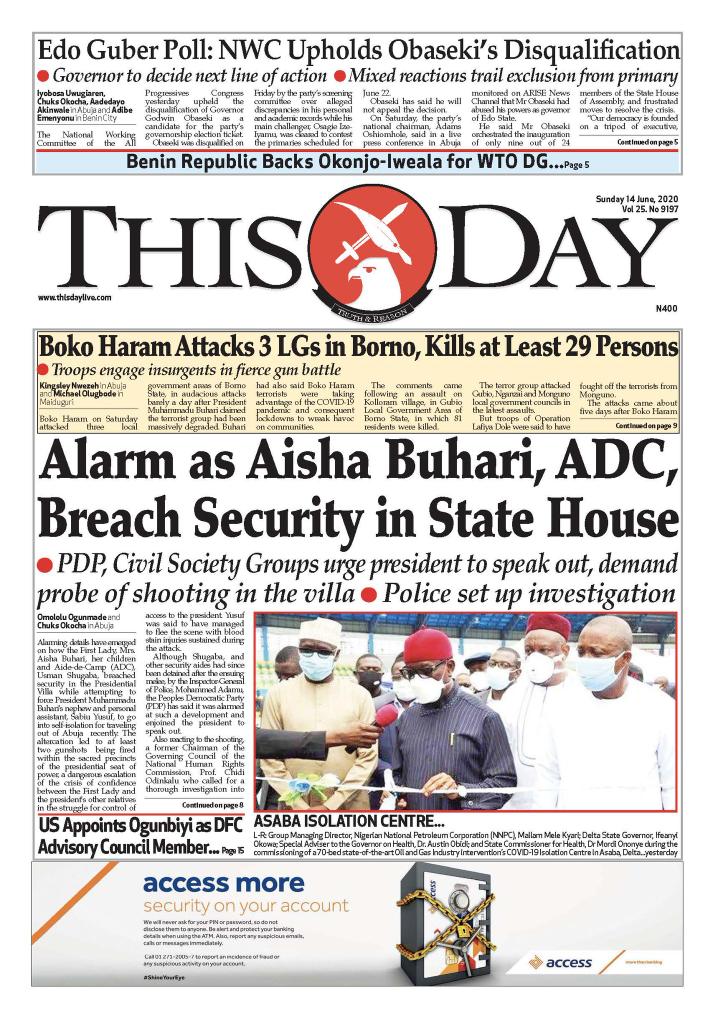 Edo Guber Poll: NWC Upholds Obaseki's Disqualification
● Governor to decide next line of action ● Mixed reactions trail exclusion from primary
Iyobosa Uwugiaren,
Chuks Okocha, Aadedayo
Akinwale in Abuja and Adibe
Emenyonu in Benin City
The National Working
Committee of the All
Progressives Congress
yesterday upheld the
disqualification of Governor
Godwin Obaseki as a
candidate for the party's
governorship election ticket.
Obaseki was disqualified on
Friday by the party's screening
committee over alleged
discrepancies in his personal
and academic records while his
main challenger, Osagie Ize-
Iyamu, was cleared to contest
the primaries scheduled for
June 22.
Obaseki has said he will
not appeal the decision.
On Saturday, the party's
national chairman, Adams
Oshiomhole, said in a live
press conference in Abuja
monitored on ARISE News
Channel that Mr Obaseki had
abused his powers as governor
of Edo State.
He said Mr Obaseki
orchestrated the inauguration
of only nine out of 24
members of the State House
of Assembly, and frustrated
moves to resolve the crisis.
"Our democracy is founded
on a tripod of executive,
Continued on page 5
Benin Republic Backs Okonjo-Iweala for WTO DG...Page 5
Sunday 14 June, 2020
Vol 25. No 9197
THIS DAY
www.thisdaylive.com
TRUTH & REASON
N400
Boko Haram Attacks 3 LGs in Borno, Kills at Least 29 Persons
● Troops engage insurgents in fierce gun battle
Kingsley Nwezeh in Abuja
and Michael Olugbode in
Maiduguri
Boko Haram on Saturday
attacked three local
government areas of Borno
State, in audacious attacks
barely a day after President
Muhammadu Buhari claimed
the terrorist group had been
massively degraded. Buhari
had also said Boko Haram
terrorists were taking
advantage of the COVID-19
pandemic and consequent
lockdowns to wreak havoc
on communities.
The comments came
following an assault on
Kolloram village, in Gubio
Local Government Area of
Borno State, in which 81
residents were killed.
The terror group attacked
Gubio, Nganzai and Monguno
local government councils in
the latest assaults.
But troops of Operation
Lafiya Dole were said to have
fought off the terrorists from
Monguno.
The attacks came about
five days after Boko Haram
Continued on page 9
Alarm as Aisha Buhari, ADC,
Breach Security in State House
● PDP, Civil Society Groups urge president to speak out, demand
probe of shooting in the villa ● Police set up investigation
Omololu Ogunmade and
Chuks Okocha in Abuja
Alarming details have emerged
on how the First Lady, Mrs.
Aisha Buhari, her children
and Aide-de-Camp (ADC),
Usman Shugaba, breached
security in the Presidential
Villa while attempting to
force President Muhammadu
Buhari's nephew and personal
assistant, Sabiu Yusuf, to go
into self-isolation for traveling
out of Abuja recently. The
altercation led to at least
two gunshots being fired
within the sacred precincts
of the presidential seat of
power, a dangerous escalation
of the crisis of confidence
between the First Lady and
the president's other relatives
in the struggle for control of
access to the president. Yusuf
was said to have managed
to flee the scene with blood
stain injuries sustained during
the attack.
Although Shugaba, and
other security aides had since
been detained after the ensuing
melee, by the Inspector General
of Police, Mohammed Adamu,
the Peoples Democratic Party
(PDP) has said it was alarmed
at such a development and
enjoined the president to
speak out.
Also reacting to the shooting,
a former Chairman of the
Governing Council of the
National Human Rights
Commission, Prof. Chidi
Odinkalu who called for a
thorough investigation into
Continued on page 8
US Appoints Ogunbiyi as DFC
Advisory Council Member... Page 15
ASABA ISOLATION CENTRE...
L-R: Group Managing Director, Nigerian National Petroleum Corporation (NNPC), Mallam Mele Kyari; Delta State Governor, Ifeanyi
Okowa; Special Adviser to the Governor on Health, Dr. Austin Obidi; and State Commissioner for Health, Dr Mordi Ononye during the
commissioning of a 70-bed state-of-the-art Oil and Gas Industry Intervention's COVID-19 Isolation Centre in Asaba, Delta...yesterday
access more
security on your account
We will never ask for your PIN or password, so do not
disclose them to anyone. Be alert and protect your banking
details when using the ATM. Also, report any suspicious emails,
calls or messages immediately.
Call 01 271-2005-7 to report an incidence of fraud or
any suspicious activity on your account.
#ShineYourEye
access
access
more than banking